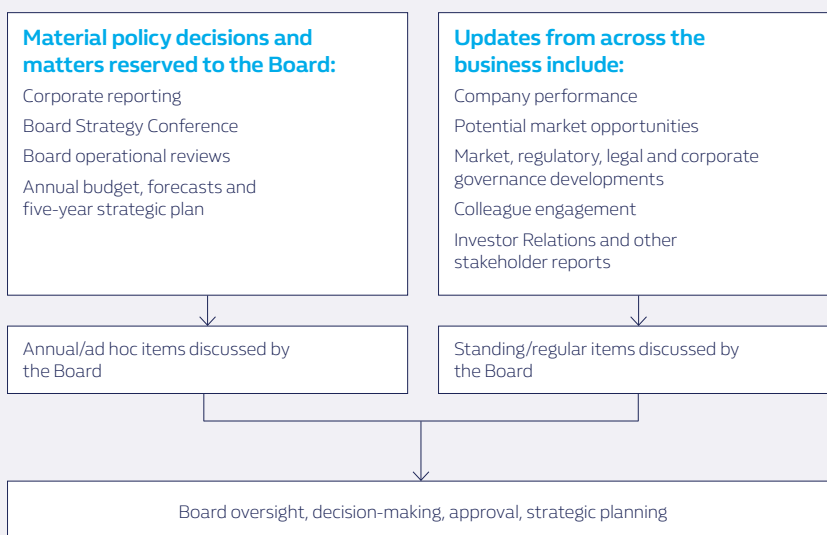 Material policy decisions and
matters reserved to the Board:
Corporate reporting
Board Strategy Conference
Board operational reviews
Annual budget, forecasts and
five-year strategic plan
Updates from across the
business include:
Company performance
Potential market opportunities
Market, regulatory, legal and corporate
governance developments
Colleague engagement
Investor Relations and other
stakeholder reports
Annual/ad hoc items discussed by
the Board
Standing/regular items discussed by
the Board
Board oversight, decision-making, approval, strategic planning